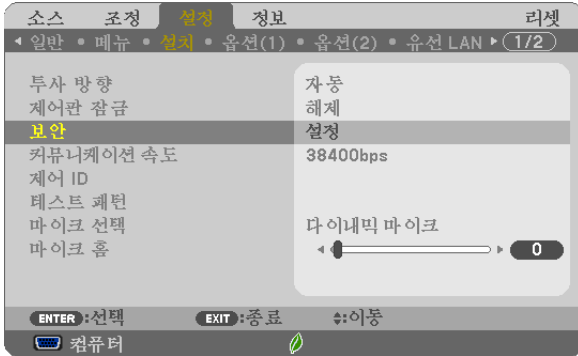 소스 조정 설정 정보 리셋
일반 • 메뉴 • 설치 • 옵션(1) • 옵션(2) • 유선 LAN 1/2
투사 방향 자동
제어판 잠금 해제
보안 설정
커뮤니케이션 속도 38400bps
제어 ID
테스트 패턴
마이크 선택 다이내믹 마이크
마이크 홈 0
ENTER :선택 EXIT :종료 :이동
컴퓨터